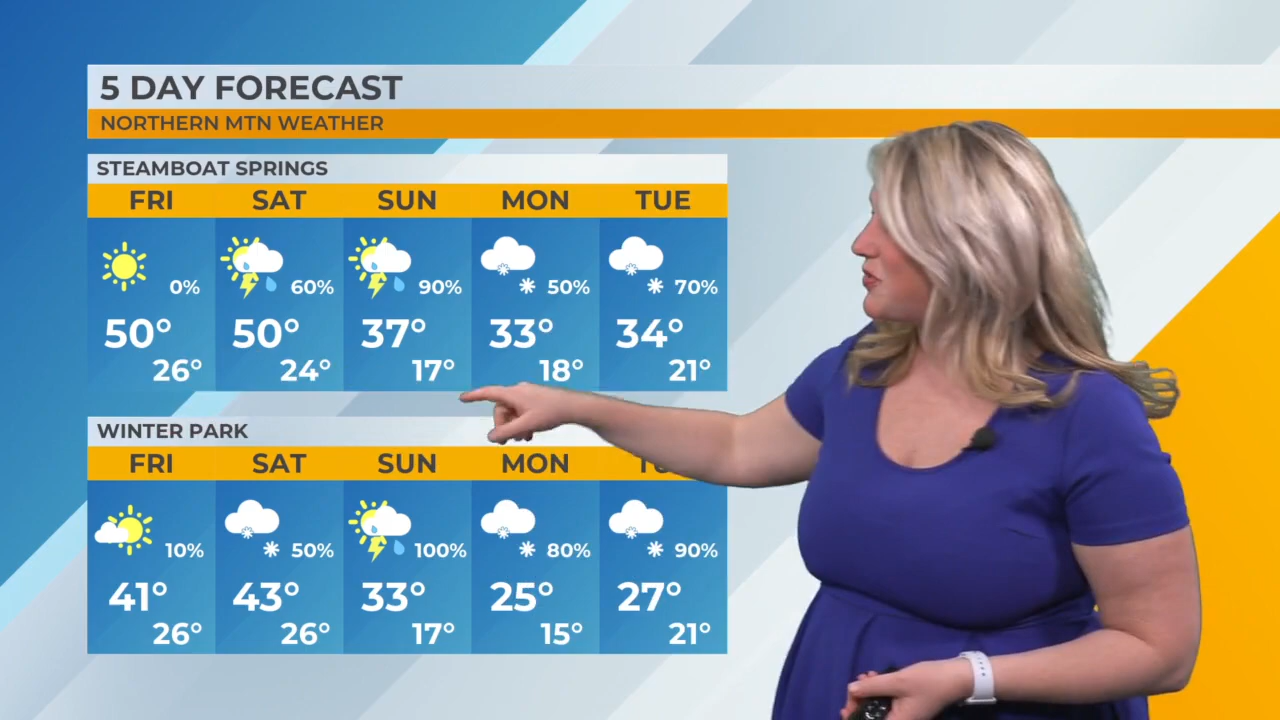 5 DAY FORECAST
NORTHERN MTN WEATHER
STEAMBOAT SPRINGS
FRI SAT SUN MON TUE
0% 60% 90% 50% 70%
50° 50° 37° 33° 34°
26° 24° 17° 18° 21°
WINTER PARK
FRI SAT SUN MON
10% 50% 100% 80% 90%
41° 43° 33° 25° 27°
26° 26° 17° 15° 21°